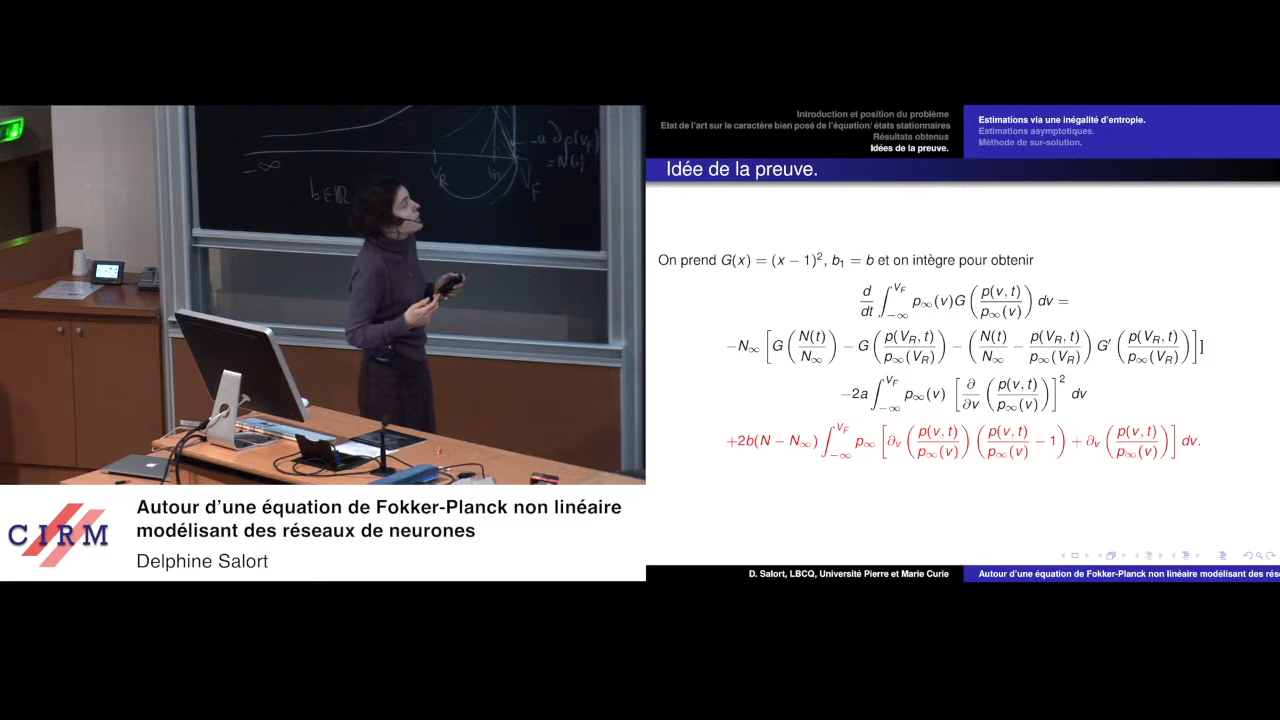 -a ∂p(V_F)
= N(t)
-∞
V_R
V_F
b ∈ ℝ
CIRM
Autour d'une équation de Fokker-Planck non linéaire
modélisant des réseaux de neurones
Delphine Salort
Introduction et position du problème
Etat de l'art sur le caractère bien posé de l'équation/ états stationnaires
Résultats obtenus
Idées de la preuve.
Estimations via une inégalité d'entropie.
Estimations asymptotiques.
Méthode de sur-solution.
Idée de la preuve.
On prend G(x) = (x − 1)², b₁ = b et on intègre pour obtenir
d/dt ∫_{−∞}^{V_F} p_∞(v)G(p(v, t)/p_∞(v)) dv =
−N_∞ [G(N(t)/N_∞) − G(p(V_R, t)/p_∞(V_R)) − (N(t)/N_∞ − p(V_R, t)/p_∞(V_R)) G′(p(V_R, t)/p_∞(V_R))]]
−2a ∫_{−∞}^{V_F} p_∞(v) [∂/∂v (p(v, t)/p_∞(v))]² dv
+2b(N − N_∞) ∫_{−∞}^{V_F} p_∞ [∂_v (p(v, t)/p_∞(v)) (p(v, t)/p_∞(v) − 1) + ∂_v (p(v, t)/p_∞(v))] dv.
D. Salort, LBCQ, Université Pierre et Marie Curie
Autour d'une équation de Fokker-Planck non linéaire modélisant des rése